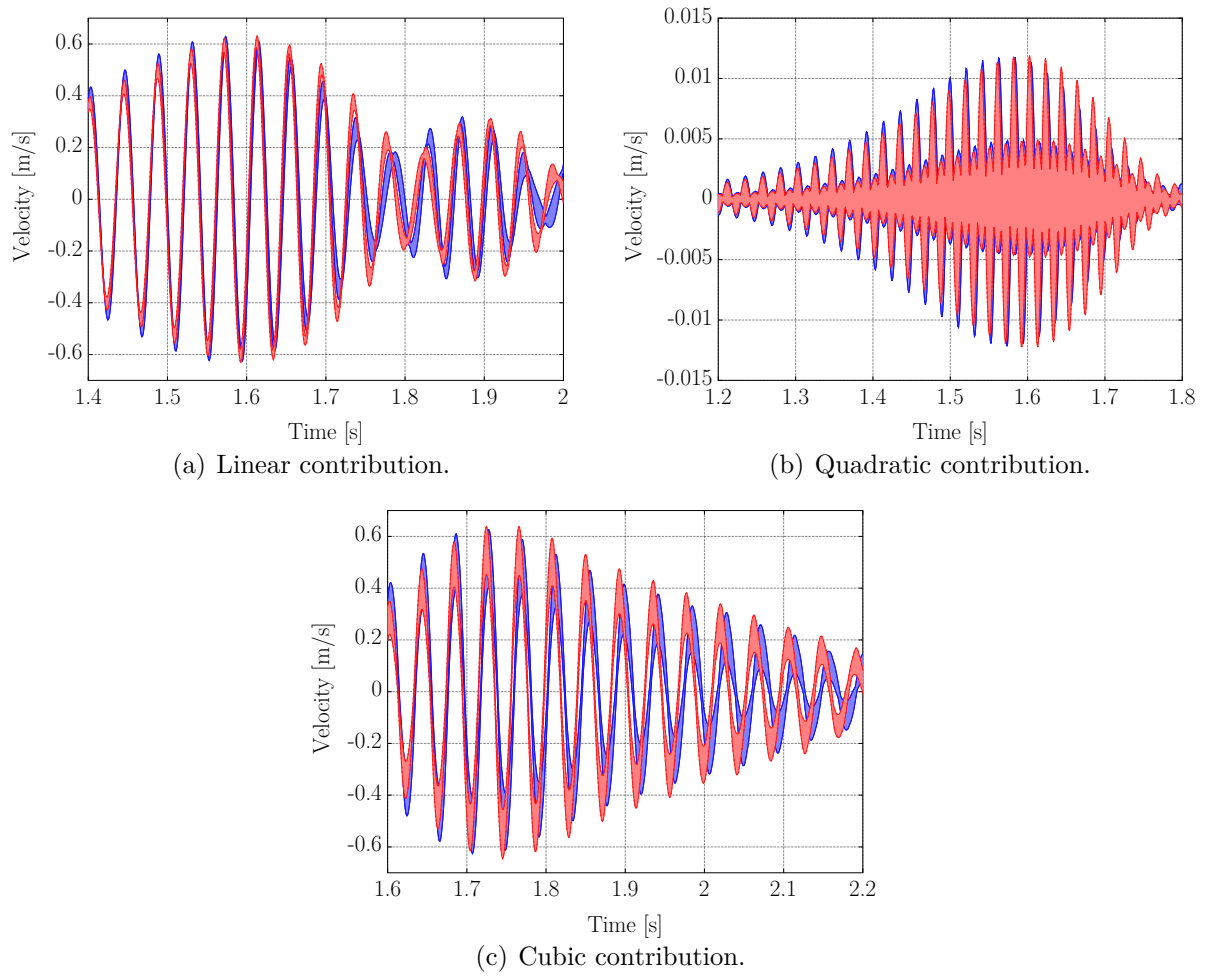 0.6
0.4
0.2
0
-0.2
-0.4
-0.6
Velocity [m/s]
1.4 1.5 1.6 1.7 1.8 1.9 2
Time [s]
(a) Linear contribution.
0.015
0.01
0.005
0
-0.005
-0.01
-0.015
Velocity [m/s]
1.2 1.3 1.4 1.5 1.6 1.7 1.8
Time [s]
(b) Quadratic contribution.
0.6
0.4
0.2
0
-0.2
-0.4
-0.6
Velocity [m/s]
1.6 1.7 1.8 1.9 2 2.1 2.2
Time [s]
(c) Cubic contribution.